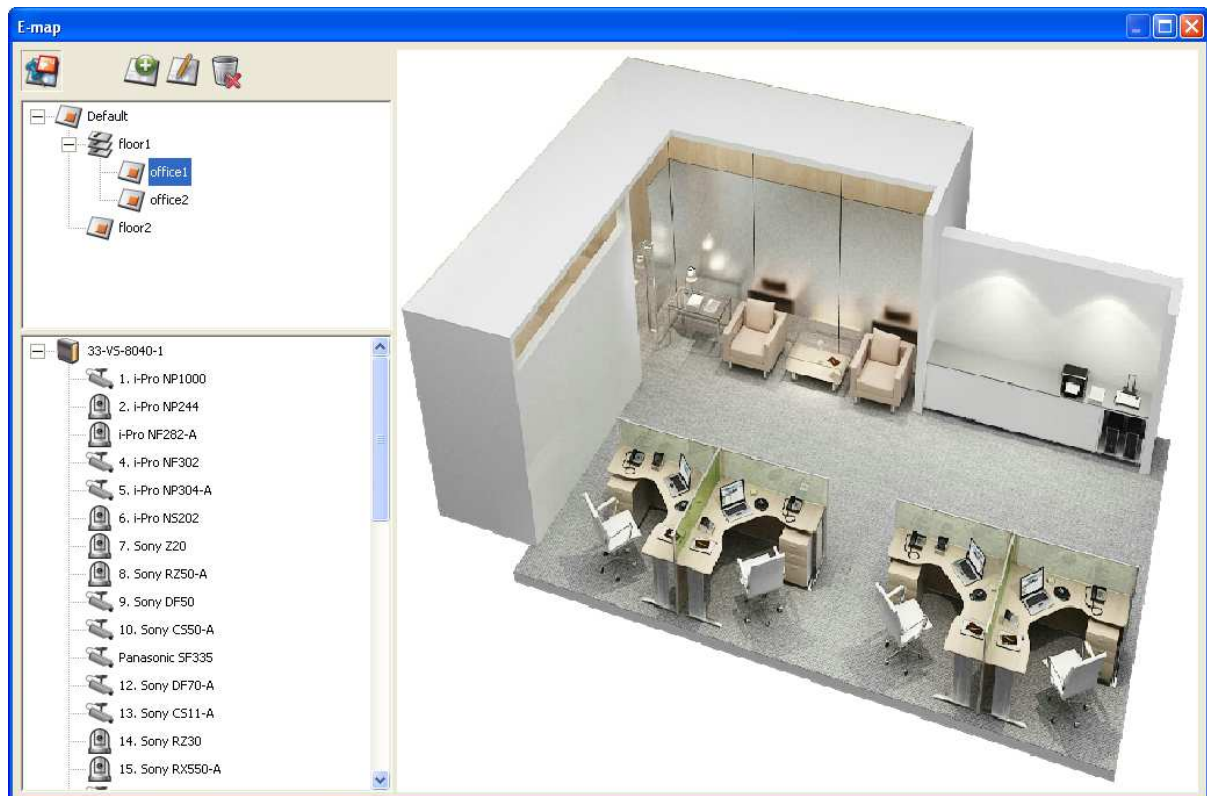 E-map
Default
floor1
office1
office2
floor2
33-VS-8040-1
1. i-Pro NP1000
2. i-Pro NP244
i-Pro NF282-A
4. i-Pro NF302
5. i-Pro NP304-A
6. i-Pro NS202
7. Sony Z20
8. Sony RZ50-A
9. Sony DF50
10. Sony CS50-A
Panasonic SF335
12. Sony DF70-A
13. Sony CS11-A
14. Sony RZ30
15. Sony RX550-A